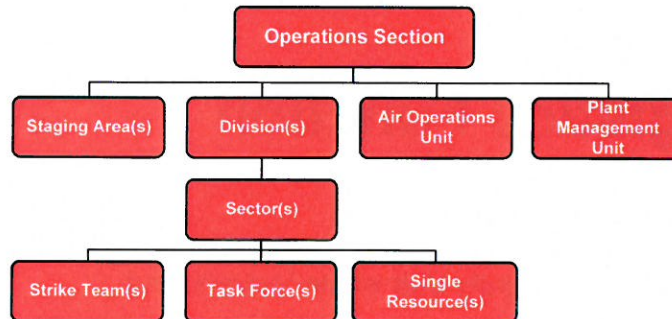 Operations Section
Staging Area(s)
Division(s)
Air Operations
Unit
Plant
Management
Unit
Sector(s)
Strike Team(s)
Task Force(s)
Single
Resource(s)